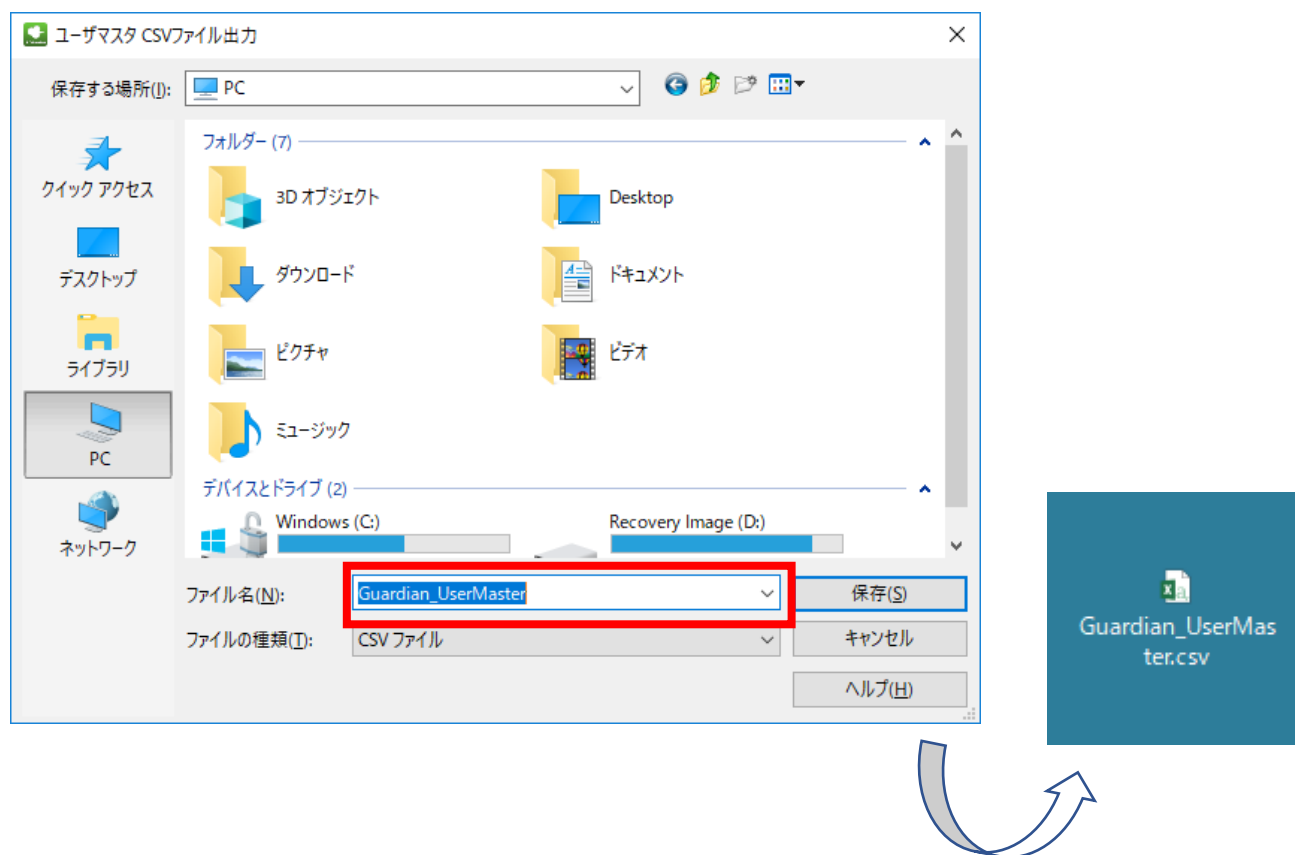 ユーザマスタ CSVファイル出力
保存する場所(I):
PC
クイック アクセス
デスクトップ
ライブラリ
PC
ネットワーク
フォルダー (7)
3D オブジェクト
Desktop
ダウンロード
ドキュメント
ピクチャ
ビデオ
ミュージック
デバイスとドライブ (2)
Windows (C:)
Recovery Image (D:)
ファイル名(N):
Guardian_UserMaster
保存(S)
ファイルの種類(T):
CSV ファイル
キャンセル
ヘルプ(H)
Guardian_UserMas
ter.csv